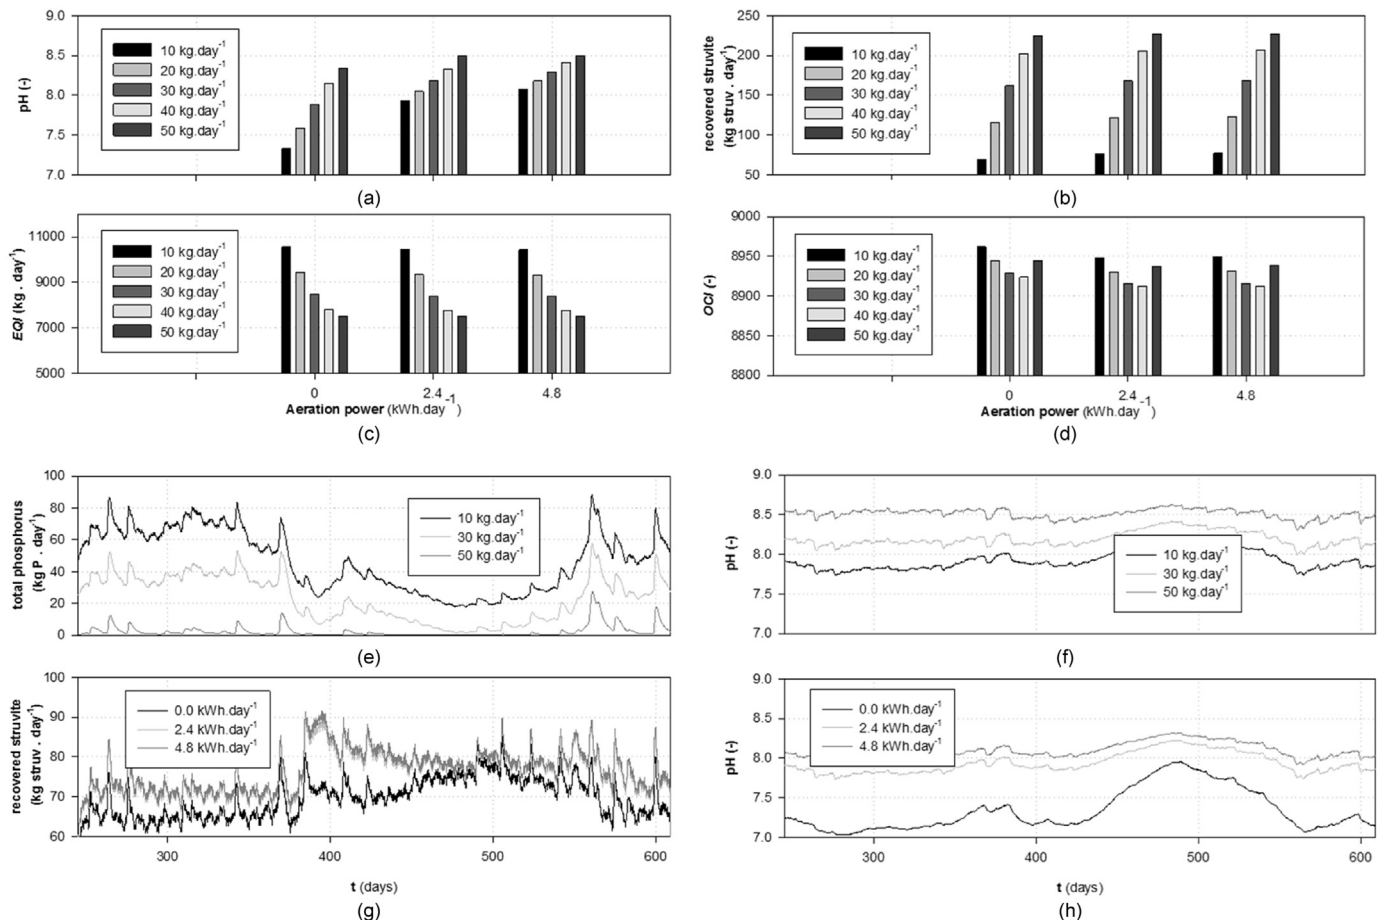 pH (-)
9.0
8.5
8.0
7.5
7.0
10 kg.day-1
20 kg.day-1
30 kg.day-1
40 kg.day-1
50 kg.day-1
(a)
recovered struvite
(kg struv . day-1)
250
200
150
100
50
10 kg.day-1
20 kg.day-1
30 kg.day-1
40 kg.day-1
50 kg.day-1
(b)
EQI (kg . day-1)
11000
9000
7000
5000
10 kg.day-1
20 kg.day-1
30 kg.day-1
40 kg.day-1
50 kg.day-1
0 2.4 4.8
Aeration power (kWh.day-1)
(c)
OCI (-)
9000
8950
8900
8850
8800
10 kg.day-1
20 kg.day-1
30 kg.day-1
40 kg.day-1
50 kg.day-1
0 2.4 4.8
Aeration power (kWh.day-1)
(d)
total phosphorus
(kg P . day-1)
100
80
60
40
20
0
10 kg.day-1
30 kg.day-1
50 kg.day-1
(e)
pH (-)
9.0
8.5
8.0
7.5
7.0
10 kg.day-1
30 kg.day-1
50 kg.day-1
(f)
recovered struvite
(kg struv . day-1)
100
90
80
70
60
0.0 kWh.day-1
2.4 kWh.day-1
4.8 kWh.day-1
300 400 500 600
t (days)
(g)
pH (-)
9.0
8.5
8.0
7.5
7.0
0.0 kWh.day-1
2.4 kWh.day-1
4.8 kWh.day-1
300 400 500 600
t (days)
(h)